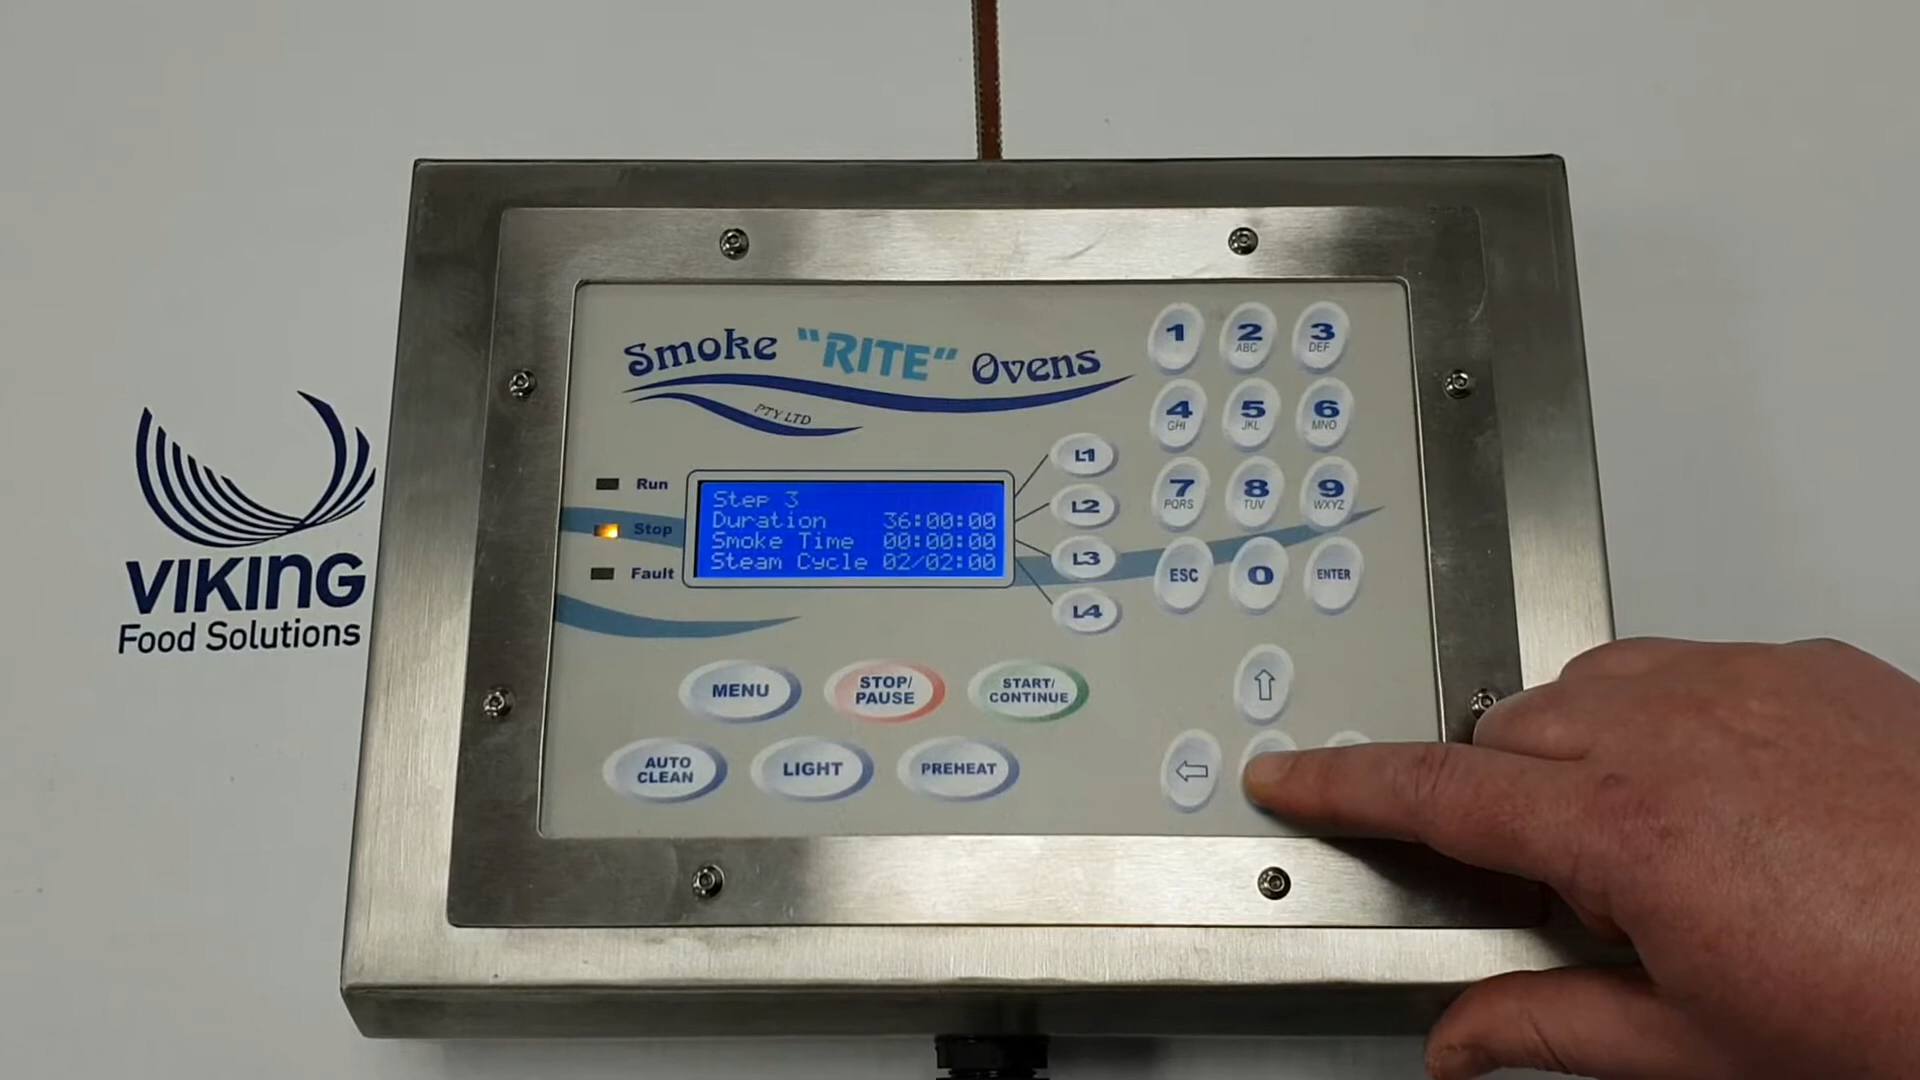 Smoke "RITE" Ovens
PTY LTD
1
2
ABC
3
DEF
4
GHI
5
JKL
6
MNO
7
PQRS
8
TUV
9
WXYZ
ESC
0
ENTER
Run
Stop
Fault
Step 3
Duration 36:00:00
Smoke Time 00:00:00
Steam Cycle 02/02:00
L1
L2
L3
L4
MENU
STOP/
PAUSE
START/
CONTINUE
AUTO
CLEAN
LIGHT
PREHEAT
VIKING
Food Solutions